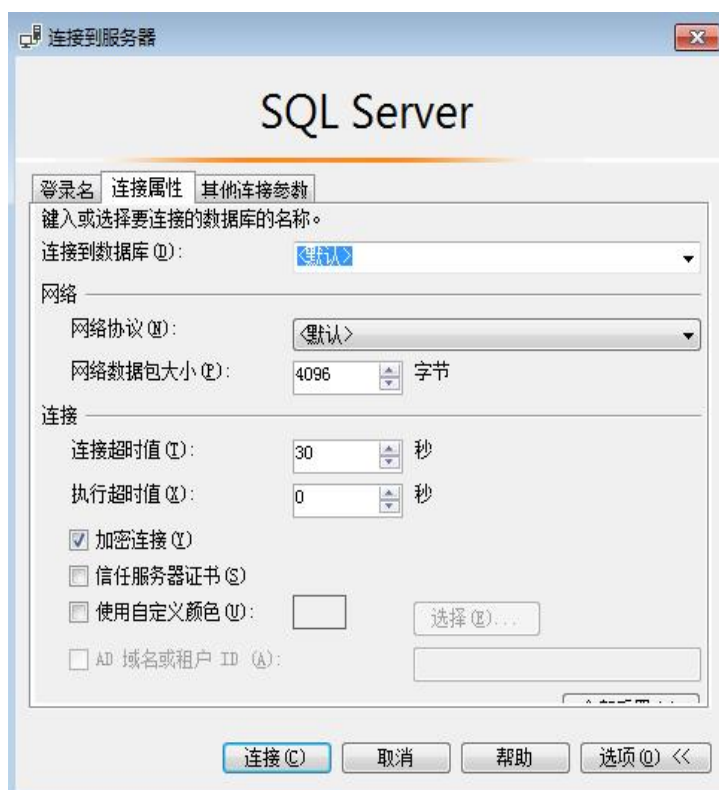 连接到服务器
SQL Server
登录名 连接属性 其他连接参数
键入或选择要连接的数据库的名称。
连接到数据库(D): <默认>
网络
网络协议(N): <默认>
网络数据包大小(P): 4096 字节
连接
连接超时值(T): 30 秒
执行超时值(X): 0 秒
加密连接(Y)
信任服务器证书(S)
使用自定义颜色(U): 选择(E)...
AD 域名或租户 ID (A):
连接(C) 取消 帮助 选项(O) <<